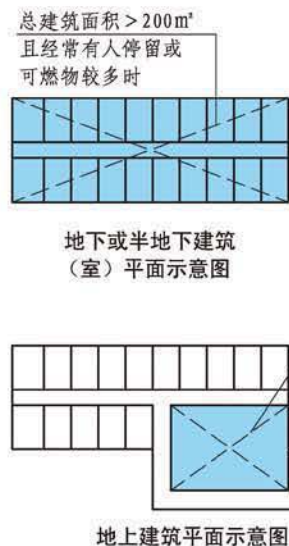 总建筑面积＞200m²
且经常有人停留或
可燃物较多时
地下或半地下建筑
（室）平面示意图
地上建筑平面示意图